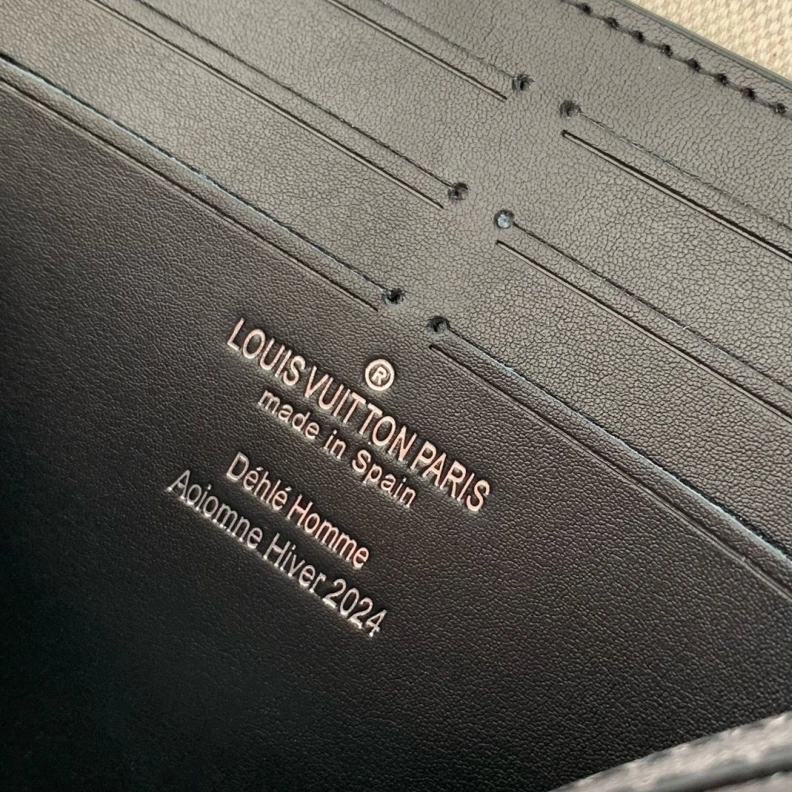 ®
LOUIS VUITTON PARIS
made in Spain
Déhlé Homme
Aoiomne Hiver 2024